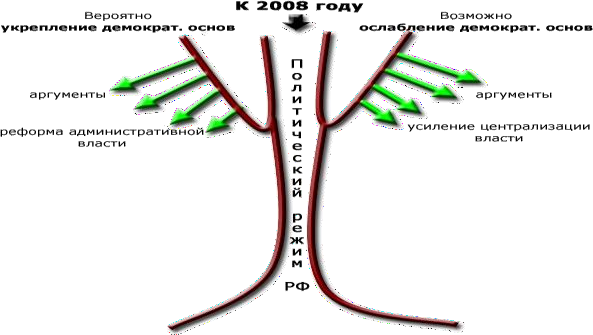 К 2008 году
Вероятно
укрепление демократ. основ
Возможно
ослабление демократ. основ
аргументы
реформа административной
власти
Политический режим
РФ
аргументы
усиление централизации
власти